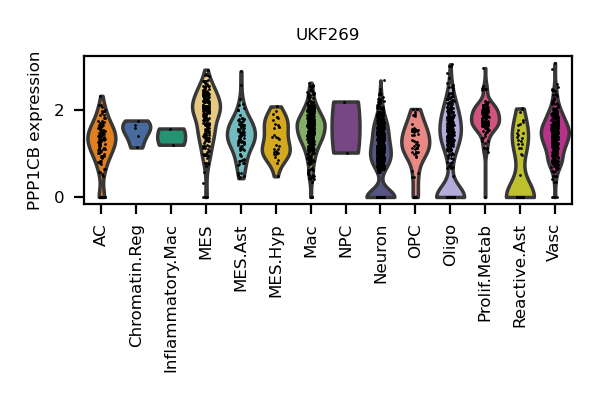 UKF269
PPP1CB expression
2
0
AC
Chromatin.Reg
Inflammatory.Mac
MES
MES.Ast
MES.Hyp
Mac
NPC
Neuron
OPC
Oligo
Prolif.Metab
Reactive.Ast
Vasc